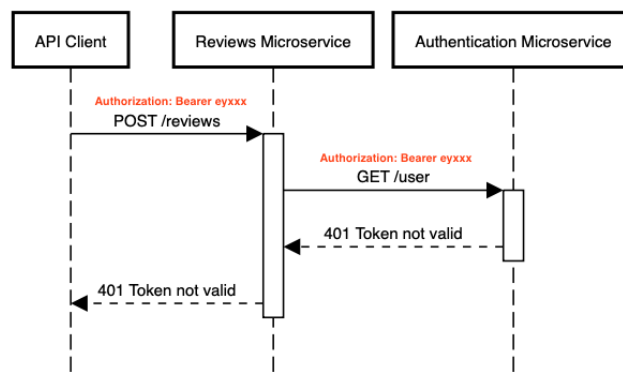 API Client
Reviews Microservice
Authentication Microservice
Authorization: Bearer eyxxx
POST /reviews
Authorization: Bearer eyxxx
GET /user
401 Token not valid
401 Token not valid